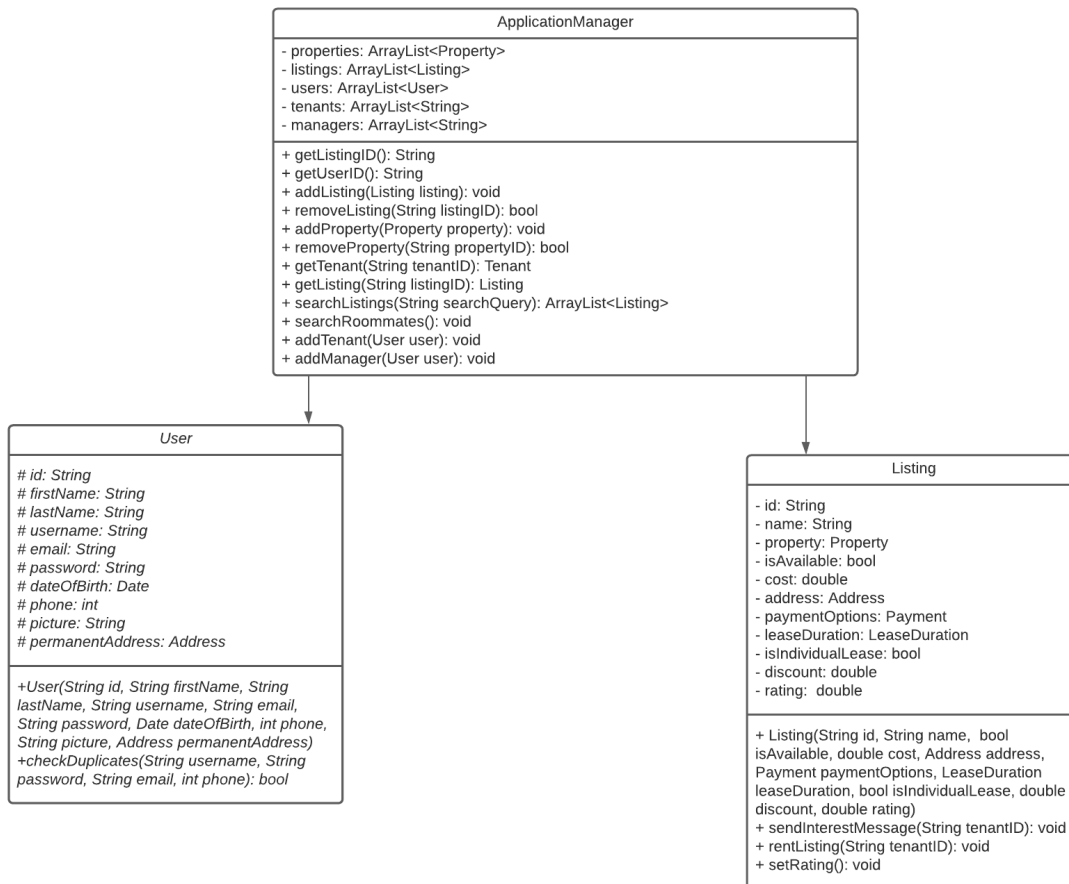 ApplicationManager
- properties: ArrayList<Property>
- listings: ArrayList<Listing>
- users: ArrayList<User>
- tenants: ArrayList<String>
- managers: ArrayList<String>
+ getListingID(): String
+ getUserID(): String
+ addListing(Listing listing): void
+ removeListing(String listingID): bool
+ addProperty(Property property): void
+ removeProperty(String propertyID): bool
+ getTenant(String tenantID): Tenant
+ getListing(String listingID): Listing
+ searchListings(String searchQuery): ArrayList<Listing>
+ searchRoommates(): void
+ addTenant(User user): void
+ addManager(User user): void
User
# id: String
# firstName: String
# lastName: String
# username: String
# email: String
# password: String
# dateOfBirth: Date
# phone: int
# picture: String
# permanentAddress: Address
+User(String id, String firstName, String
lastName, String username, String email,
String password, Date dateOfBirth, int phone,
String picture, Address permanentAddress)
+checkDuplicates(String username, String
password, String email, int phone): bool
Listing
- id: String
- name: String
- property: Property
- isAvailable: bool
- cost: double
- address: Address
- paymentOptions: Payment
- leaseDuration: LeaseDuration
- isIndividualLease: bool
- discount: double
- rating:  double
+ Listing(String id, String name,  bool
isAvailable, double cost, Address address,
Payment paymentOptions, LeaseDuration
leaseDuration, bool isIndividualLease, double
discount, double rating)
+ sendInterestMessage(String tenantID): void
+ rentListing(String tenantID): void
+ setRating(): void